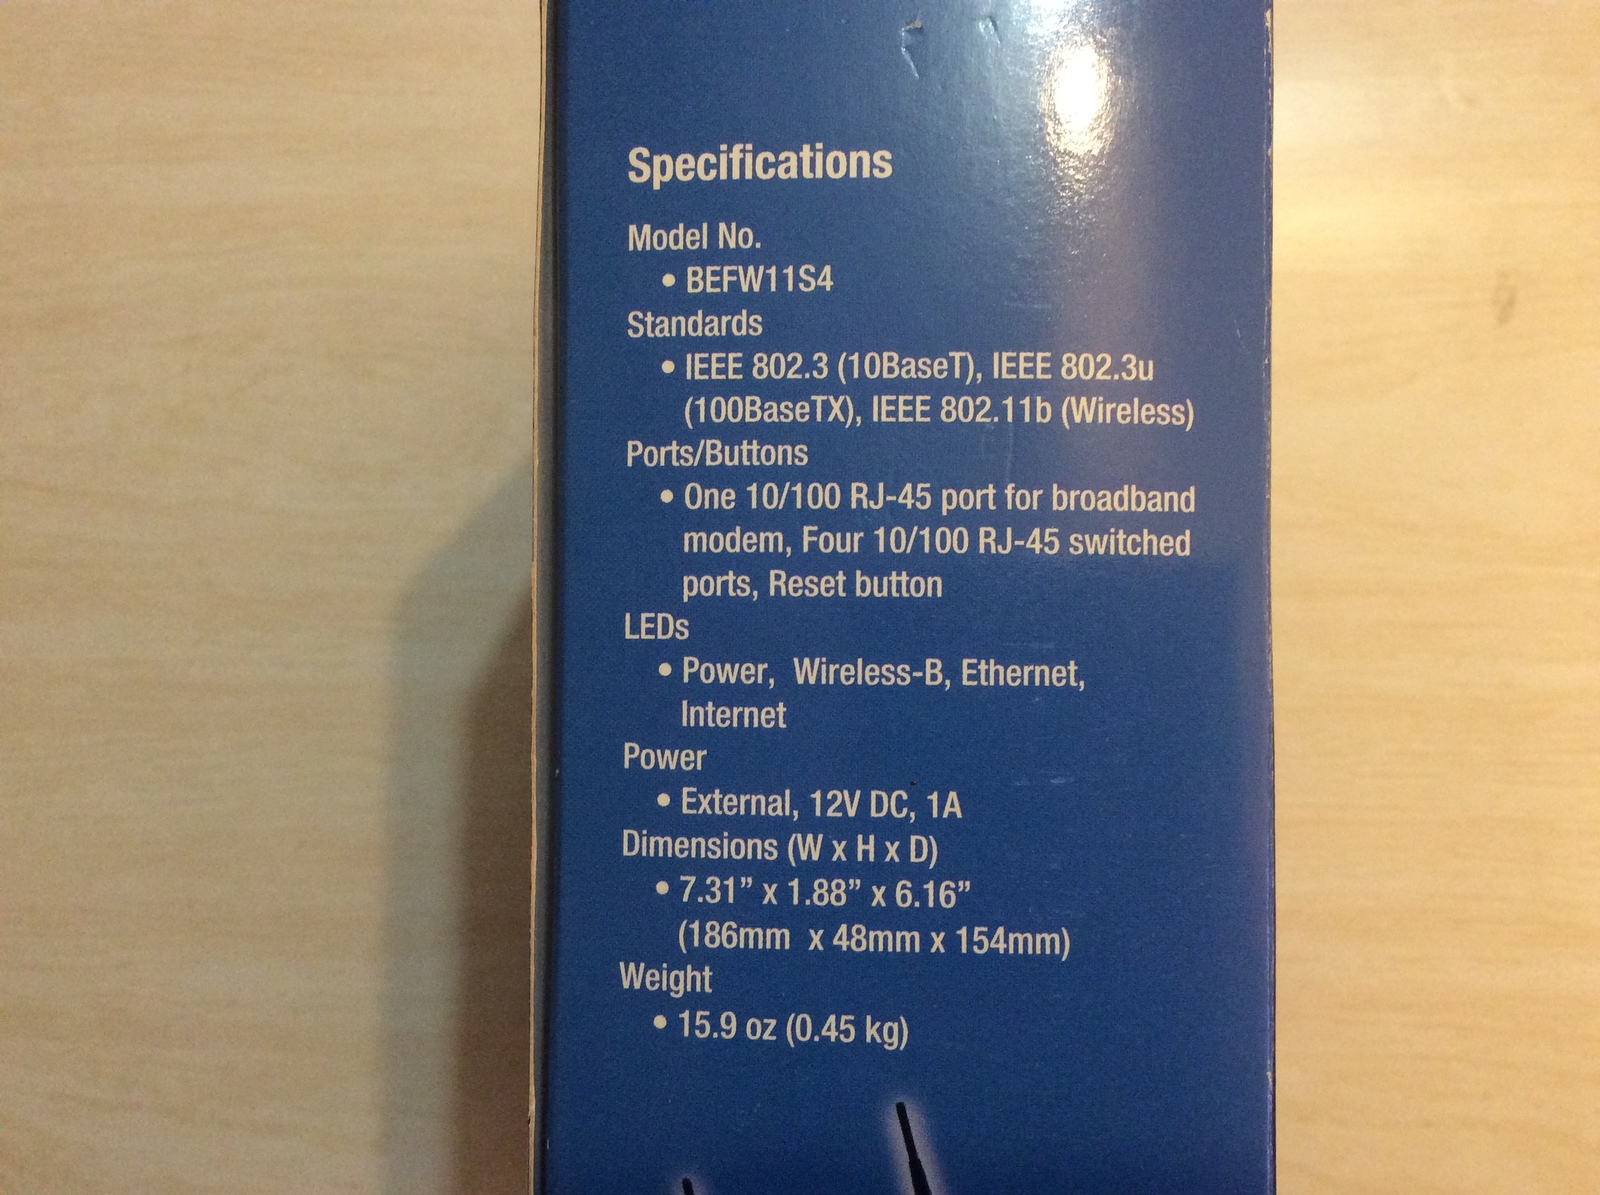 Specifications
Model No.
• BEFW11S4
Standards
• IEEE 802.3 (10BaseT), IEEE 802.3u
(100BaseTX), IEEE 802.11b (Wireless)
Ports/Buttons
• One 10/100 RJ-45 port for broadband
modem, Four 10/100 RJ-45 switched
ports, Reset button
LEDs
• Power,  Wireless-B, Ethernet,
Internet
Power
• External, 12V DC, 1A
Dimensions (W x H x D)
• 7.31” x 1.88” x 6.16”
(186mm  x 48mm x 154mm)
Weight
• 15.9 oz (0.45 kg)